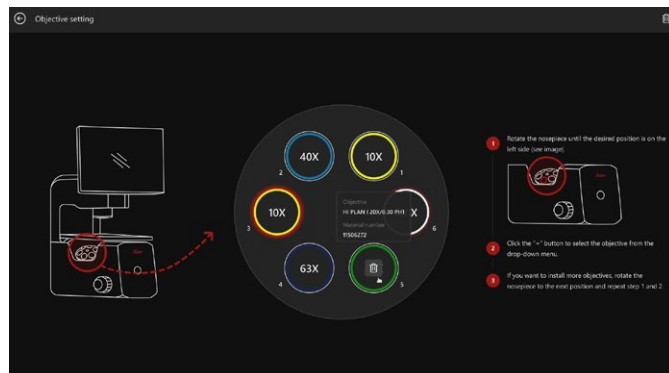 Objective setting
40X
10X
2
1
Objective
HI PLAN I 20X/0.30 PH1
Material number
11506272
10X
X
3
6
63X
4
5
1
Rotate the nosepiece until the desired position is on the
left side (see image).
2
Click the "+" button to select the objective from the
drop-down menu.
3
If you want to install more objectives, rotate the
nosepiece to the next position and repeat step 1 and 2